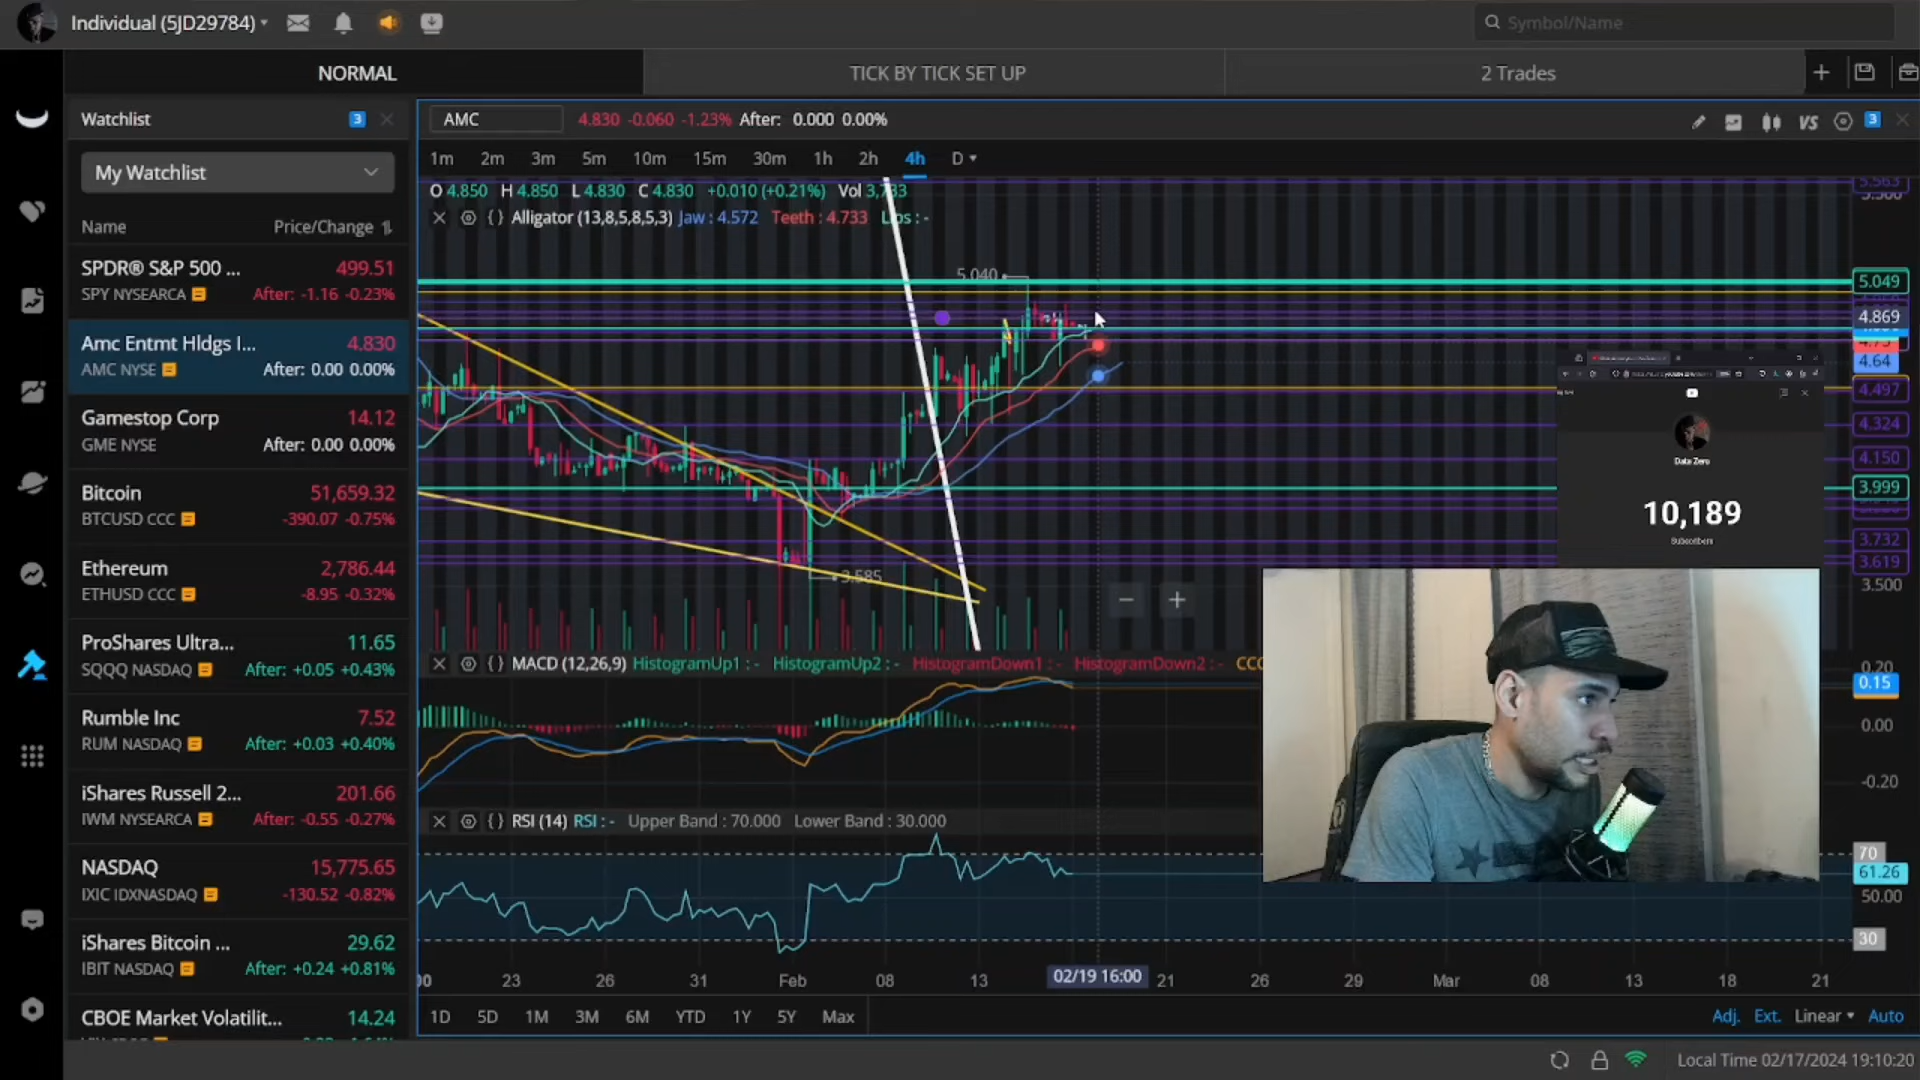 Individual (5JD29784)
Symbol/Name
NORMAL
TICK BY TICK SET UP
2 Trades
Watchlist
3
My Watchlist
Name
Price/Change
SPDR® S&P 500 ...
499.51
SPY NYSEARCA
After: -1.16 -0.23%
Amc Entmt Hldgs I...
4.830
AMC NYSE
After: 0.00 0.00%
Gamestop Corp
14.12
GME NYSE
After: 0.00 0.00%
Bitcoin
51,659.32
BTCUSD CCC
-390.07 -0.75%
Ethereum
2,786.44
ETHUSD CCC
-8.95 -0.32%
ProShares Ultra...
11.65
SQQQ NASDAQ
After: +0.05 +0.43%
Rumble Inc
7.52
RUM NASDAQ
After: +0.03 +0.40%
iShares Russell 2...
201.66
IWM NYSEARCA
After: -0.55 -0.27%
NASDAQ
15,775.65
IXIC IDXNASDAQ
-130.52 -0.82%
iShares Bitcoin ...
29.62
IBIT NASDAQ
After: +0.24 +0.81%
CBOE Market Volatilit...
14.24
AMC
4.830 -0.060 -1.23% After: 0.000 0.00%
VS
3
1m 2m 3m 5m 10m 15m 30m 1h 2h 4h D
O 4.850 H 4.850 L 4.830 C 4.830 +0.010 (+0.21%) Vol 3,733
Alligator (13,8,5,8,5,3) Jaw : 4.572 Teeth : 4.733 Lips : -
5.040
3.585
5.563
5.049
4.869
4.64
4.497
4.324
4.150
3.999
3.732
3.619
3.500
Data Zero
10,189
Subscribers
MACD (12,26,9) HistogramUp1 : - HistogramUp2 : - HistogramDown1 : - HistogramDown2 : -
0.20
0.15
0.00
-0.20
RSI (14) RSI : - Upper Band : 70.000 Lower Band : 30.000
70
61.26
50.00
30
23 26 31 Feb 08 13 02/19 16:00 21 26 29 Mar 08 13 18 21
1D 5D 1M 3M 6M YTD 1Y 5Y Max
Adj. Ext. Linear Auto
Local Time 02/17/2024 19:10:20